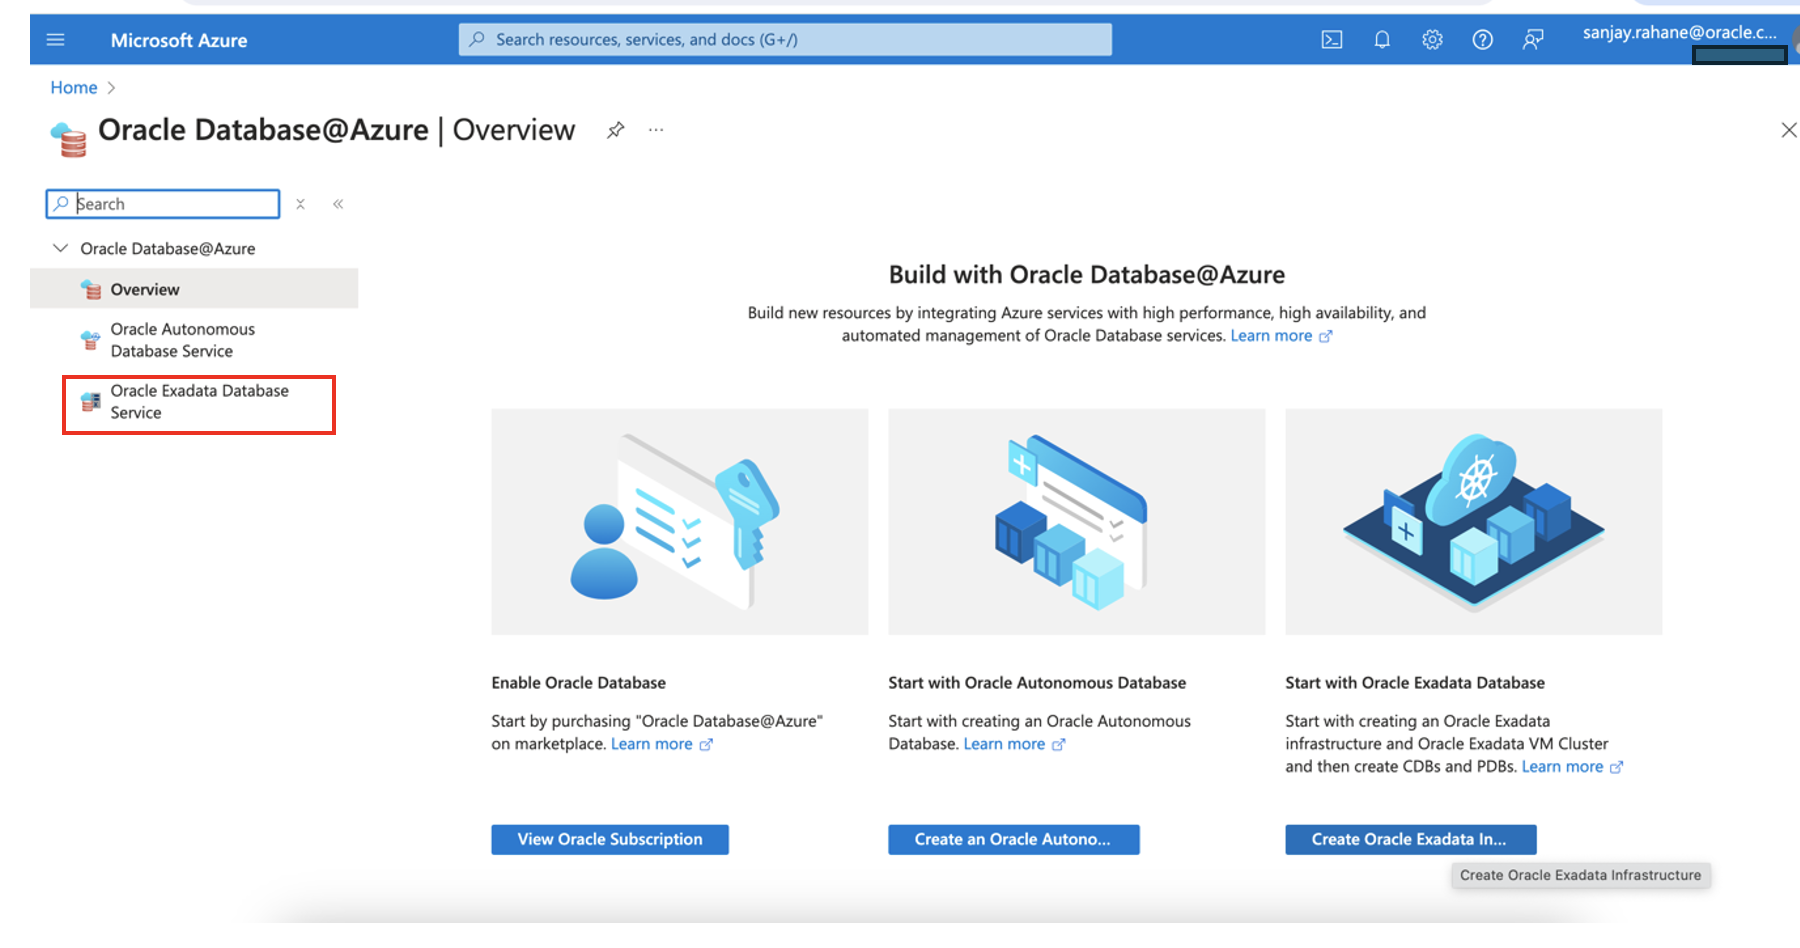 Microsoft Azure
Search resources, services, and docs (G+/)
sanjay.rahane@oracle.c...
Home
Oracle Database@Azure | Overview
...
Search
Oracle Database@Azure
Overview
Oracle Autonomous
Database Service
Oracle Exadata Database
Service
Build with Oracle Database@Azure
Build new resources by integrating Azure services with high performance, high availability, and
automated management of Oracle Database services. Learn more
Enable Oracle Database
Start by purchasing "Oracle Database@Azure"
on marketplace. Learn more
View Oracle Subscription
Start with Oracle Autonomous Database
Start with creating an Oracle Autonomous
Database. Learn more
Create an Oracle Autono...
Start with Oracle Exadata Database
Start with creating an Oracle Exadata
infrastructure and Oracle Exadata VM Cluster
and then create CDBs and PDBs. Learn more
Create Oracle Exadata In...
Create Oracle Exadata Infrastructure